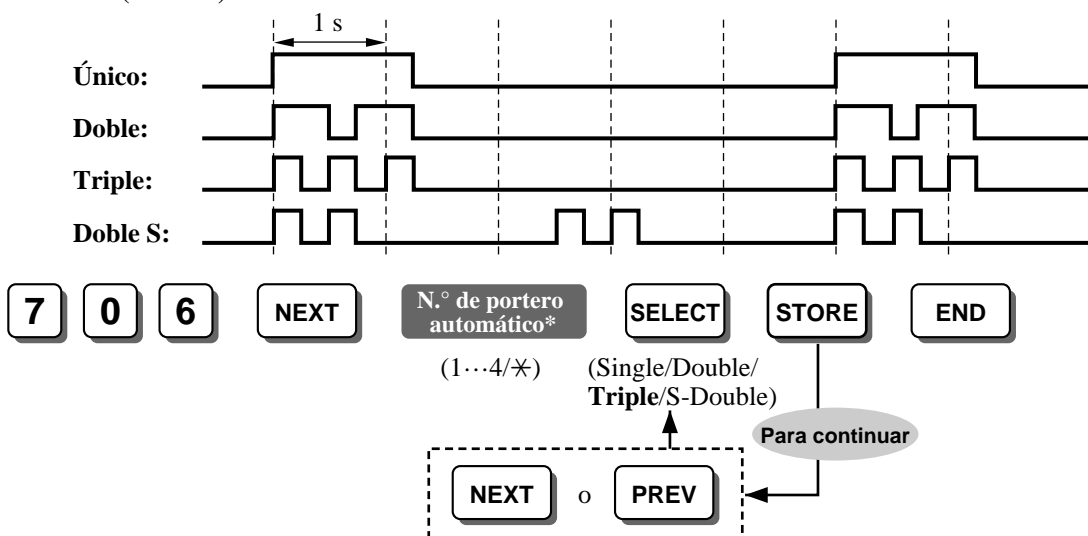 1 s
Único:
Doble:
Triple:
Doble S:
7 0 6 NEXT N.° de portero automático* SELECT STORE END
(1···4/✳) (Single/Double/
Triple/S-Double)
Para continuar
NEXT o PREV